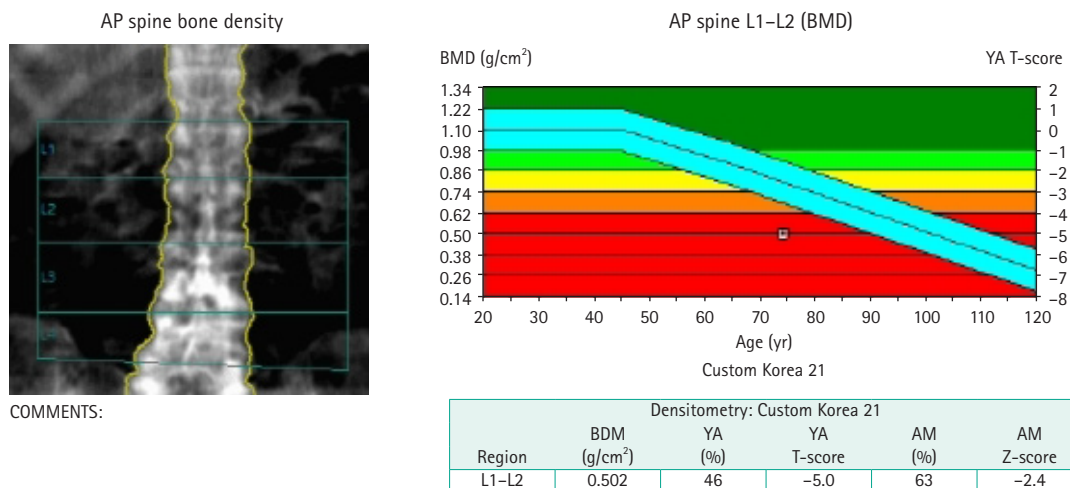 AP spine bone density
L1
L2
L3
L4
COMMENTS:
AP spine L1–L2 (BMD)
BMD (g/cm²) YA T-score
1.34 2
1.22 1
1.10 0
0.98 −1
0.86 −2
0.74 −3
0.62 −4
0.50 −5
0.38 −6
0.26 −7
0.14 −8
20 30 40 50 60 70 80 90 100 110 120
Age (yr)
Custom Korea 21
Densitometry: Custom Korea 21
BDM YA YA AM AM
Region (g/cm²) (%) T-score (%) Z-score
L1–L2 0.502 46 −5.0 63 −2.4